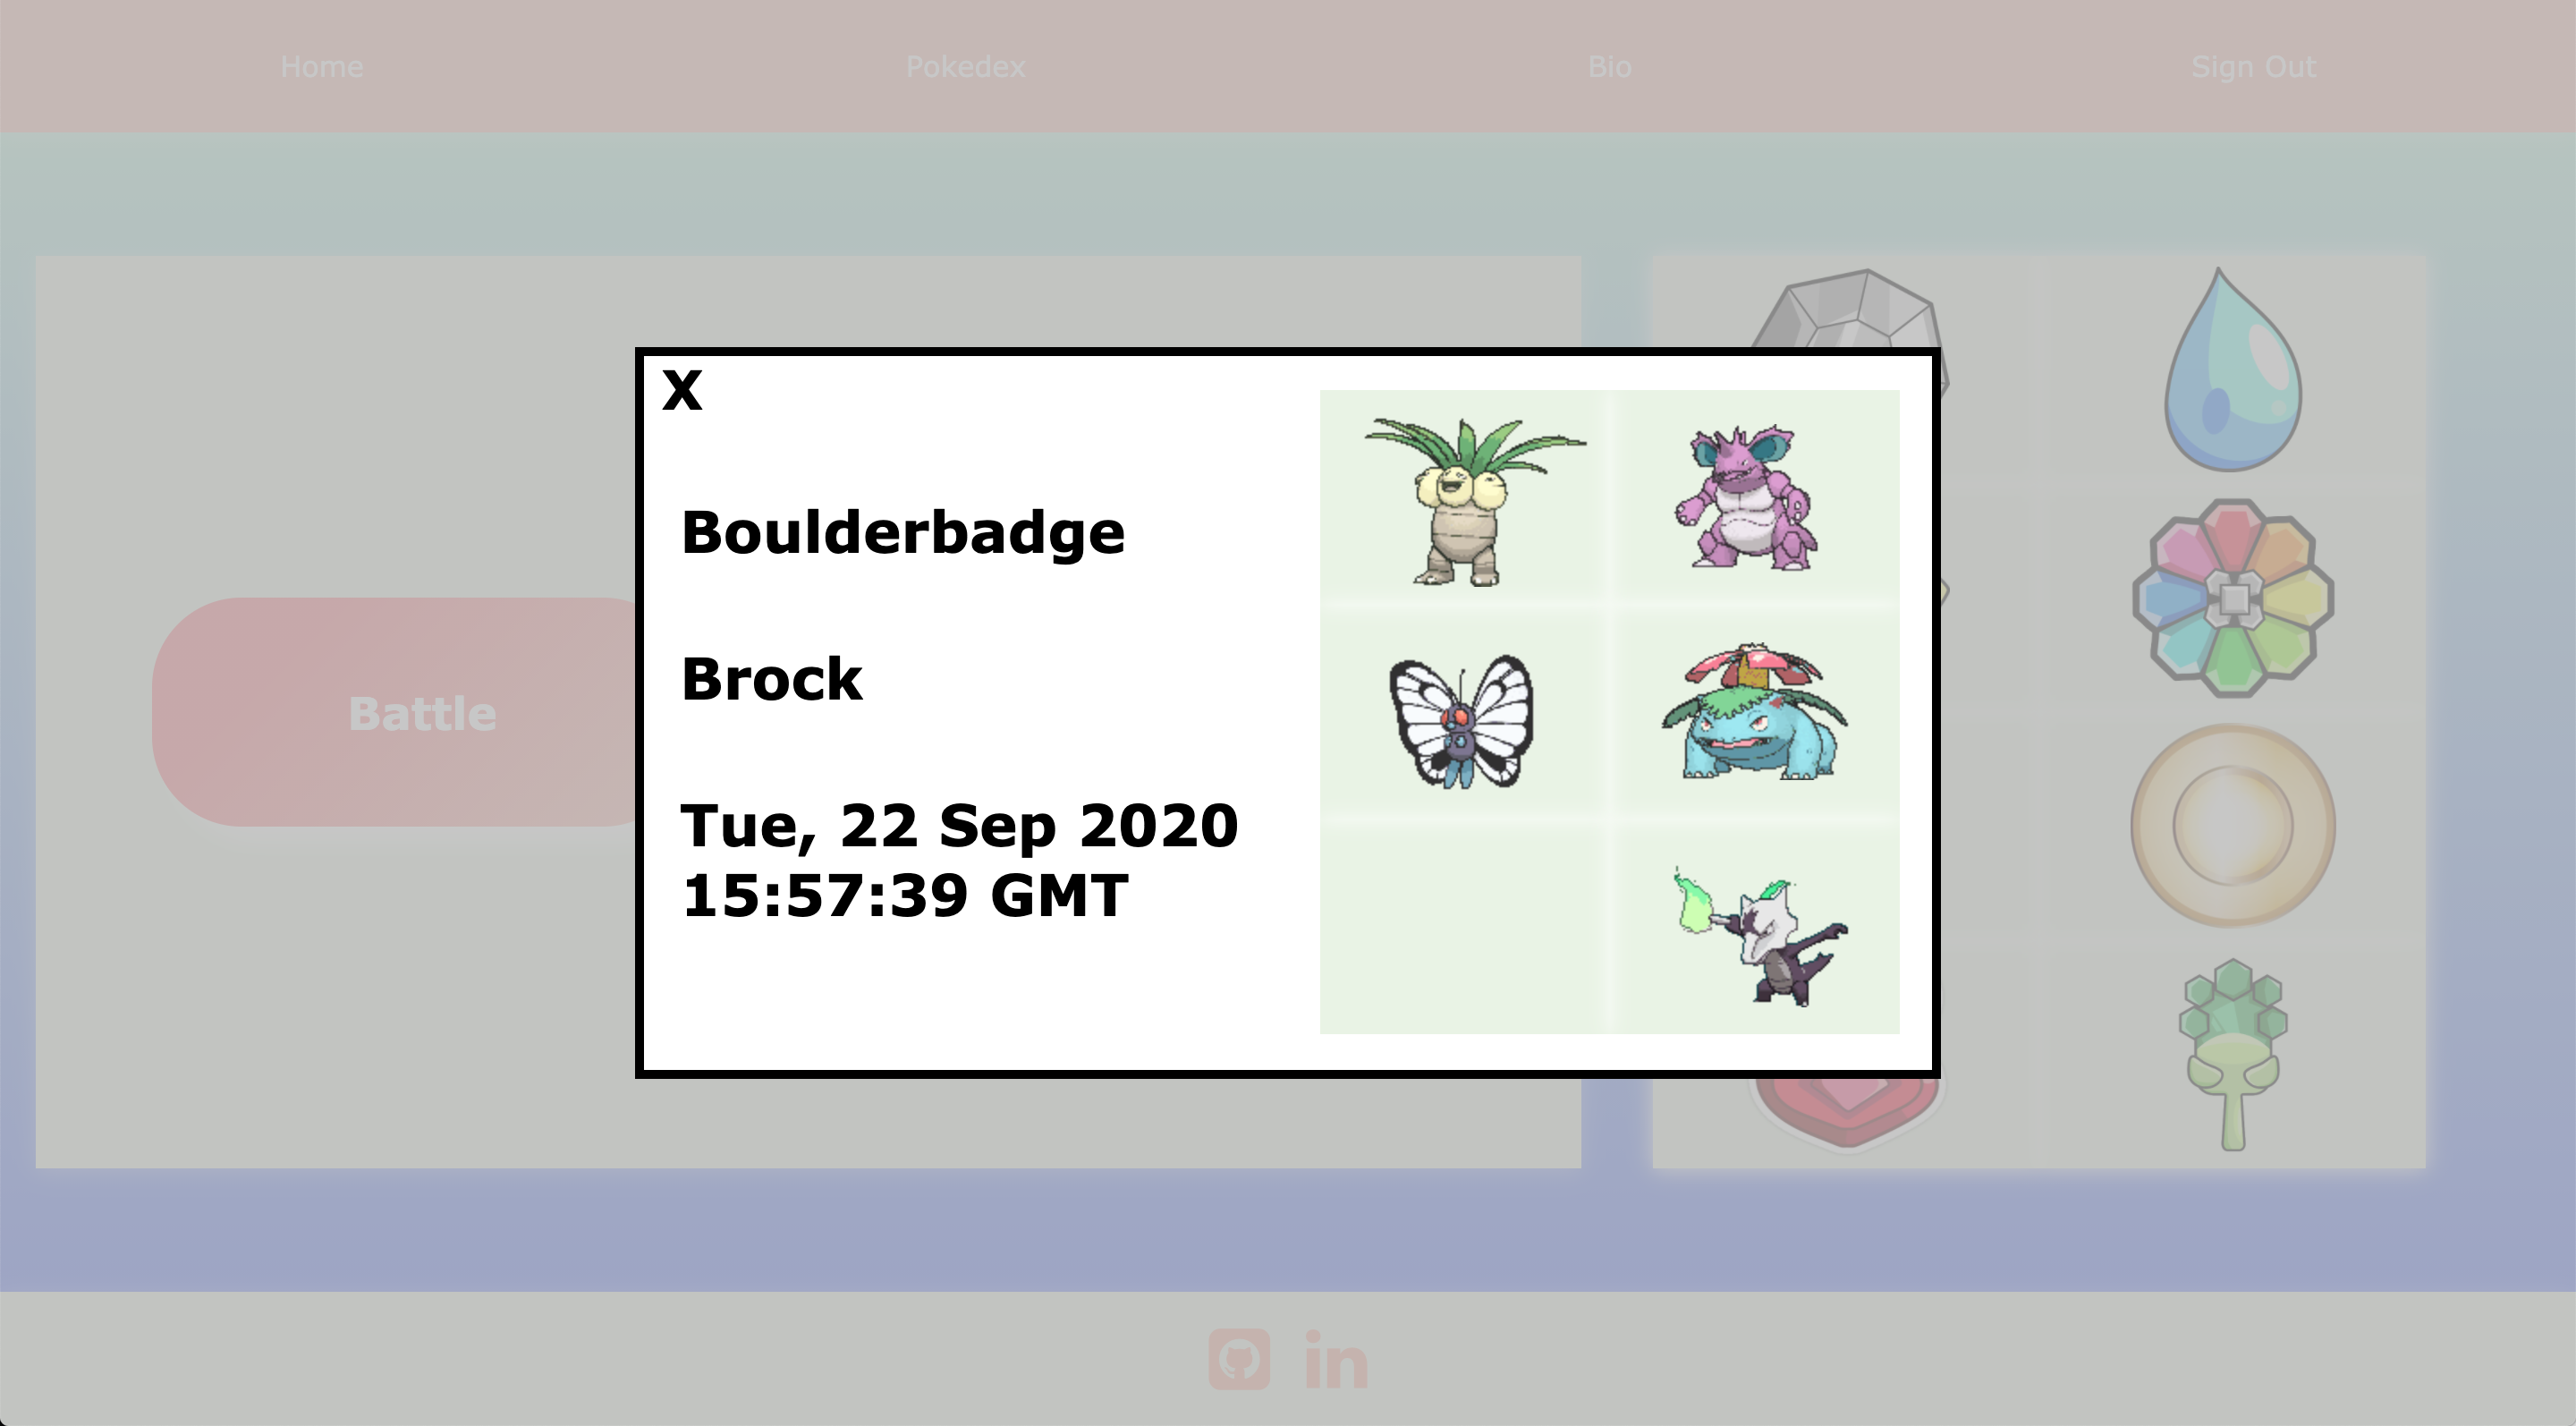 Home
Pokedex
Bio
Sign Out
X
Boulderbadge
Brock
Battle
Tue, 22 Sep 2020
15:57:39 GMT
in